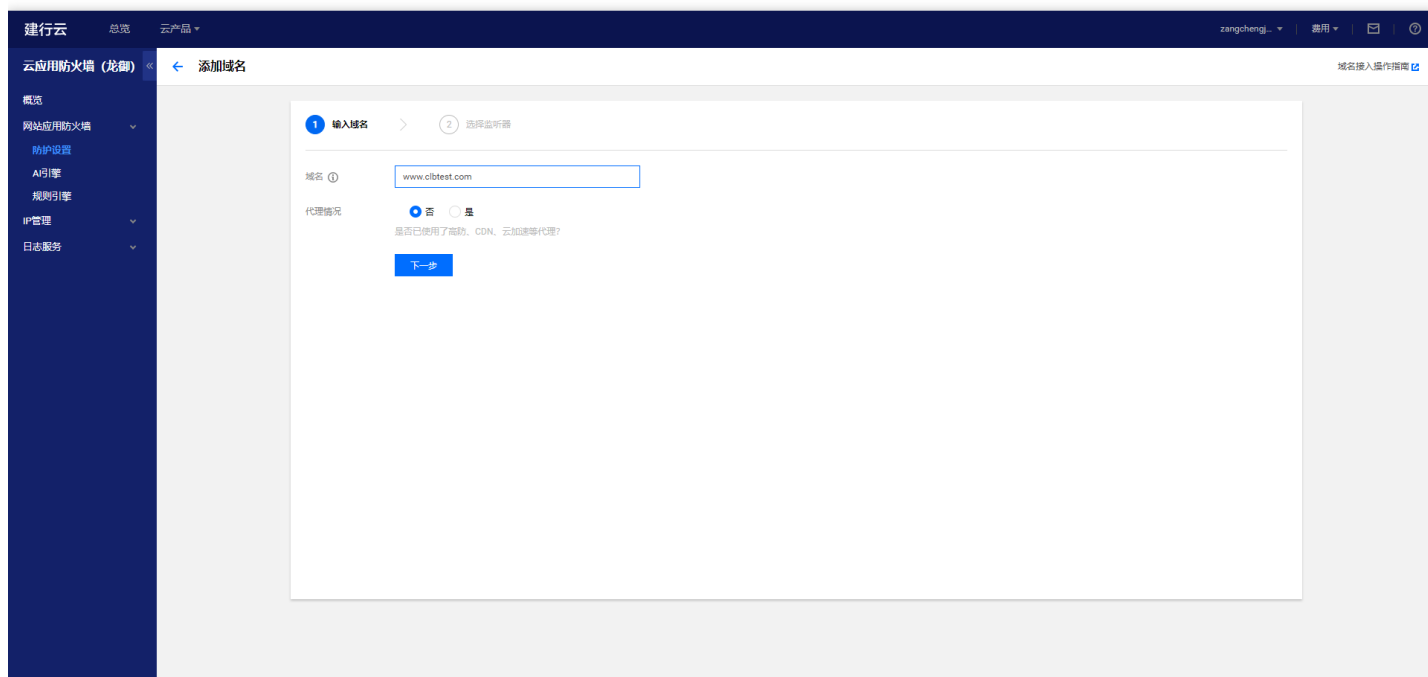 建行云 总览 云产品 zangchengj... 费用
云应用防火墙（龙御） 添加域名 域名接入操作指南
概览
网站应用防火墙
防护设置
AI引擎
规则引擎
IP管理
日志服务
1 输入域名 2 选择监听器
域名 www.clbtest.com
代理情况 否 是
是否已使用了高防、CDN、云加速等代理?
下一步